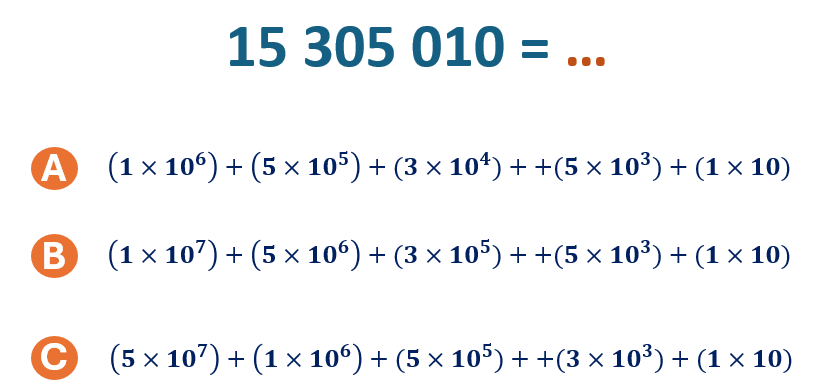 15 305 010 = ...
A (1 × 10⁶) + (5 × 10⁵) + (3 × 10⁴) + +(5 × 10³) + (1 × 10)
B (1 × 10⁷) + (5 × 10⁶) + (3 × 10⁵) + +(5 × 10³) + (1 × 10)
C (5 × 10⁷) + (1 × 10⁶) + (5 × 10⁵) + +(3 × 10³) + (1 × 10)